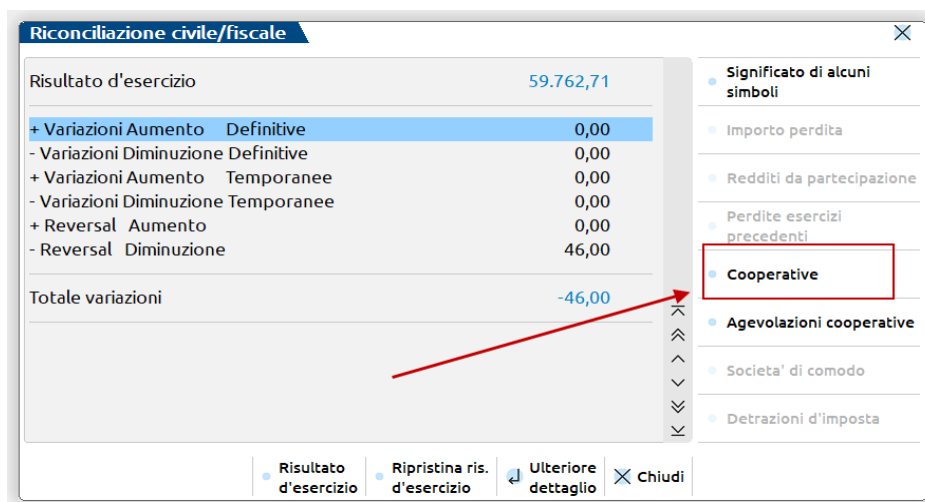 Riconciliazione civile/fiscale
Risultato d'esercizio 59.762,71
+ Variazioni Aumento Definitive 0,00
- Variazioni Diminuzione Definitive 0,00
+ Variazioni Aumento Temporanee 0,00
- Variazioni Diminuzione Temporanee 0,00
+ Reversal Aumento 0,00
- Reversal Diminuzione 46,00
Totale variazioni -46,00
Significato di alcuni
simboli
Importo perdita
Redditi da partecipazione
Perdite esercizi
precedenti
Cooperative
Agevolazioni cooperative
Societa' di comodo
Detrazioni d'imposta
Risultato
d'esercizio
Ripristina ris.
d'esercizio
Ulteriore
dettaglio
Chiudi